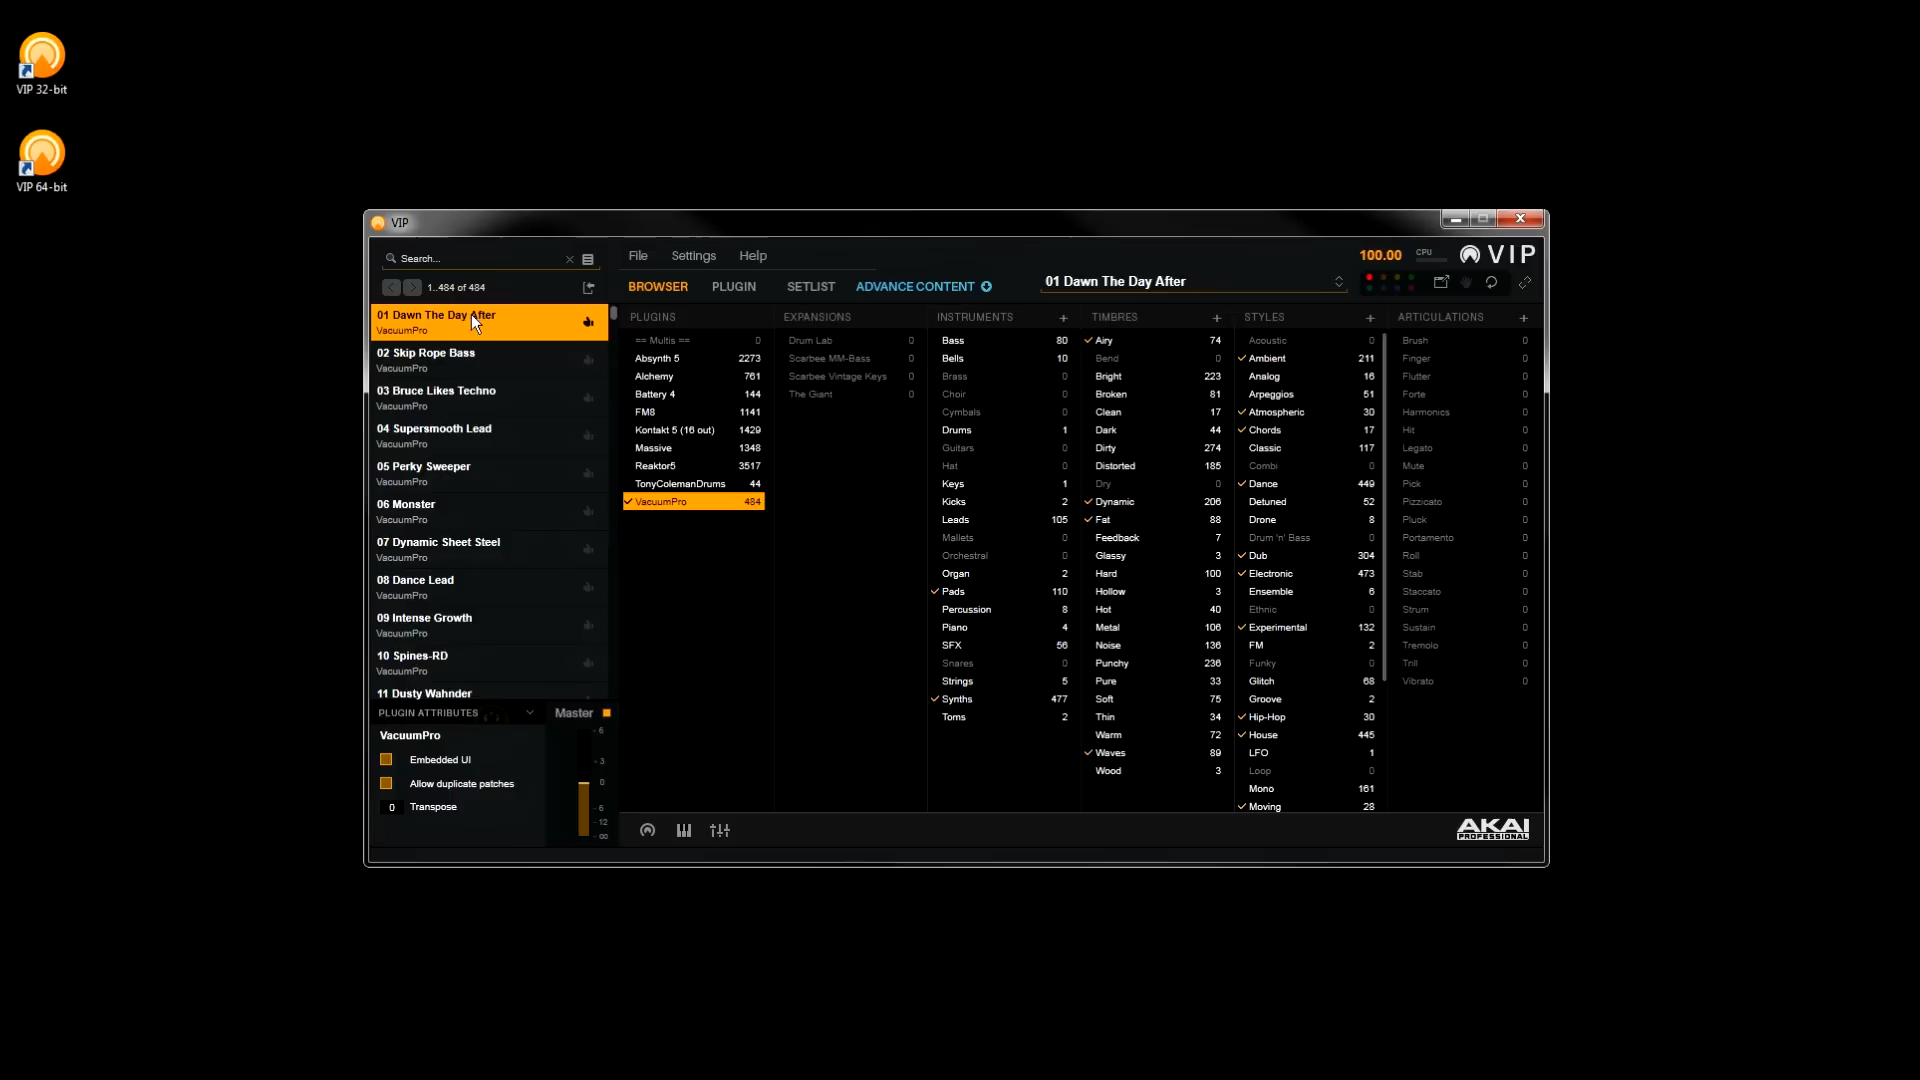 VIP 32-bit
VIP 64-bit
VIP
Search...
File Settings Help
100.00 CPU VIP
1..484 of 484
BROWSER PLUGIN SETLIST ADVANCE CONTENT
01 Dawn The Day After
01 Dawn The Day After
VacuumPro
02 Skip Rope Bass
VacuumPro
03 Bruce Likes Techno
VacuumPro
04 Supersmooth Lead
VacuumPro
05 Perky Sweeper
VacuumPro
06 Monster
VacuumPro
07 Dynamic Sheet Steel
VacuumPro
08 Dance Lead
VacuumPro
09 Intense Growth
VacuumPro
10 Spines-RD
VacuumPro
11 Dusty Wahnder
PLUGINS
== Multis == 0
Absynth 5 2273
Alchemy 761
Battery 4 144
FM8 1141
Kontakt 5 (16 out) 1429
Massive 1348
Reaktor5 3517
TonyColemanDrums 44
VacuumPro 484
EXPANSIONS
Drum Lab 0
Scarbee MM-Bass 0
Scarbee Vintage Keys 0
The Giant 0
INSTRUMENTS +
Bass 80
Bells 10
Brass 0
Choir 0
Cymbals 0
Drums 1
Guitars 0
Hat 0
Keys 1
Kicks 2
Leads 105
Mallets 0
Orchestral 0
Organ 2
Pads 110
Percussion 8
Piano 4
SFX 56
Snares 0
Strings 5
Synths 477
Toms 2
TIMBRES +
Airy 74
Bend 0
Bright 223
Broken 81
Clean 17
Dark 44
Dirty 274
Distorted 185
Dry 0
Dynamic 206
Fat 88
Feedback 7
Glassy 3
Hard 100
Hollow 3
Hot 40
Metal 106
Noise 136
Punchy 236
Pure 33
Soft 75
Thin 34
Warm 72
Waves 89
Wood 3
STYLES +
Acoustic 0
Ambient 211
Analog 16
Arpeggios 51
Atmospheric 30
Chords 17
Classic 117
Combi 0
Dance 449
Detuned 52
Drone 8
Drum 'n' Bass 0
Dub 304
Electronic 473
Ensemble 6
Ethnic 0
Experimental 132
FM 2
Funky 0
Glitch 68
Groove 2
Hip-Hop 30
House 445
LFO 1
Loop 0
Mono 161
Moving 28
ARTICULATIONS +
Brush 0
Finger 0
Flutter 0
Forte 0
Harmonics 0
Hit 0
Legato 0
Mute 0
Pick 0
Pizzicato 0
Pluck 0
Portamento 0
Roll 0
Stab 0
Staccato 0
Strum 0
Sustain 0
Tremolo 0
Trill 0
Vibrato 0
PLUGIN ATTRIBUTES
VacuumPro
Embedded UI
Allow duplicate patches
0 Transpose
Master
6
3
0
6
12
∞
AKAI
PROFESSIONAL